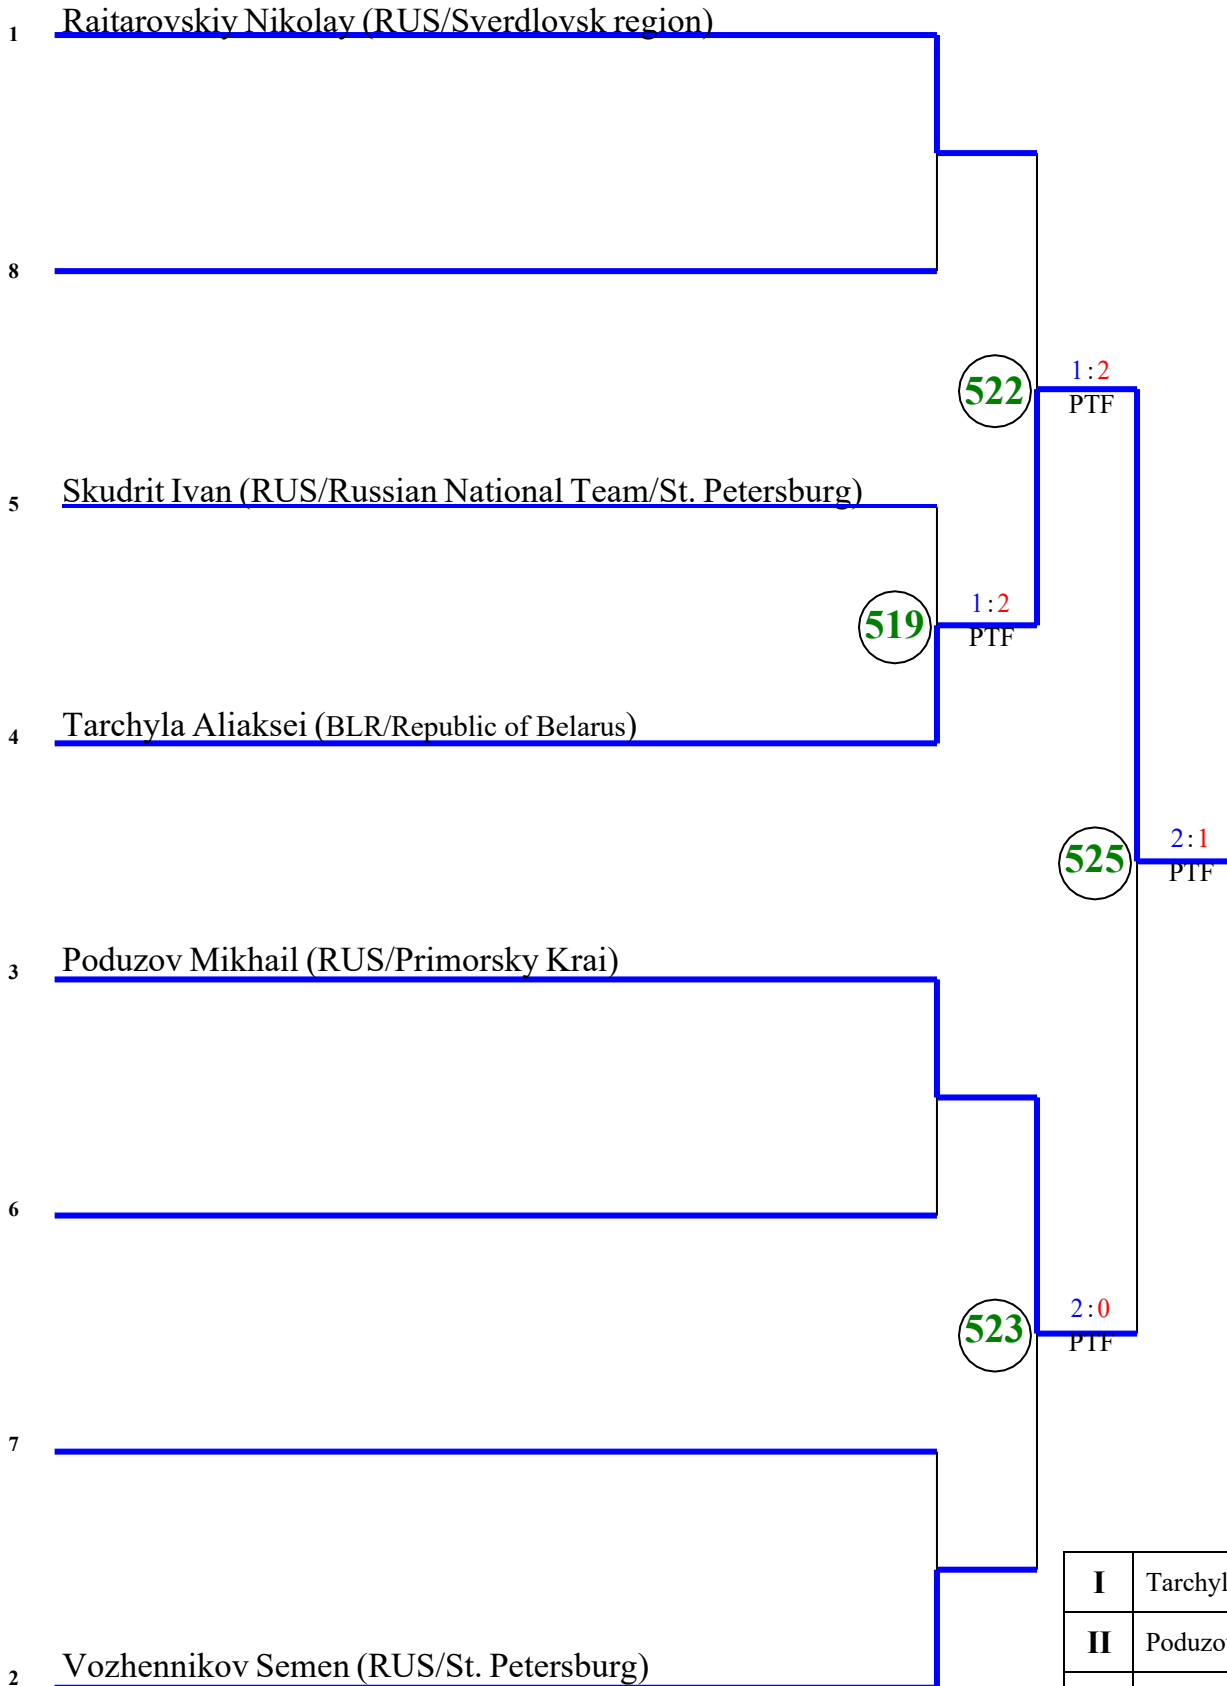 1 Raitarovskiy Nikolay (RUS/Sverdlovsk region)
8
522 1:2
PTF
5 Skudrit Ivan (RUS/Russian National Team/St. Petersburg)
519 1:2
PTF
4 Tarchyla Aliaksei (BLR/Republic of Belarus)
525 2:1
PTF
3 Poduzov Mikhail (RUS/Primorsky Krai)
6
523 2:0
PTF
7
I
II
2 Vozhennikov Semen (RUS/St. Petersburg)